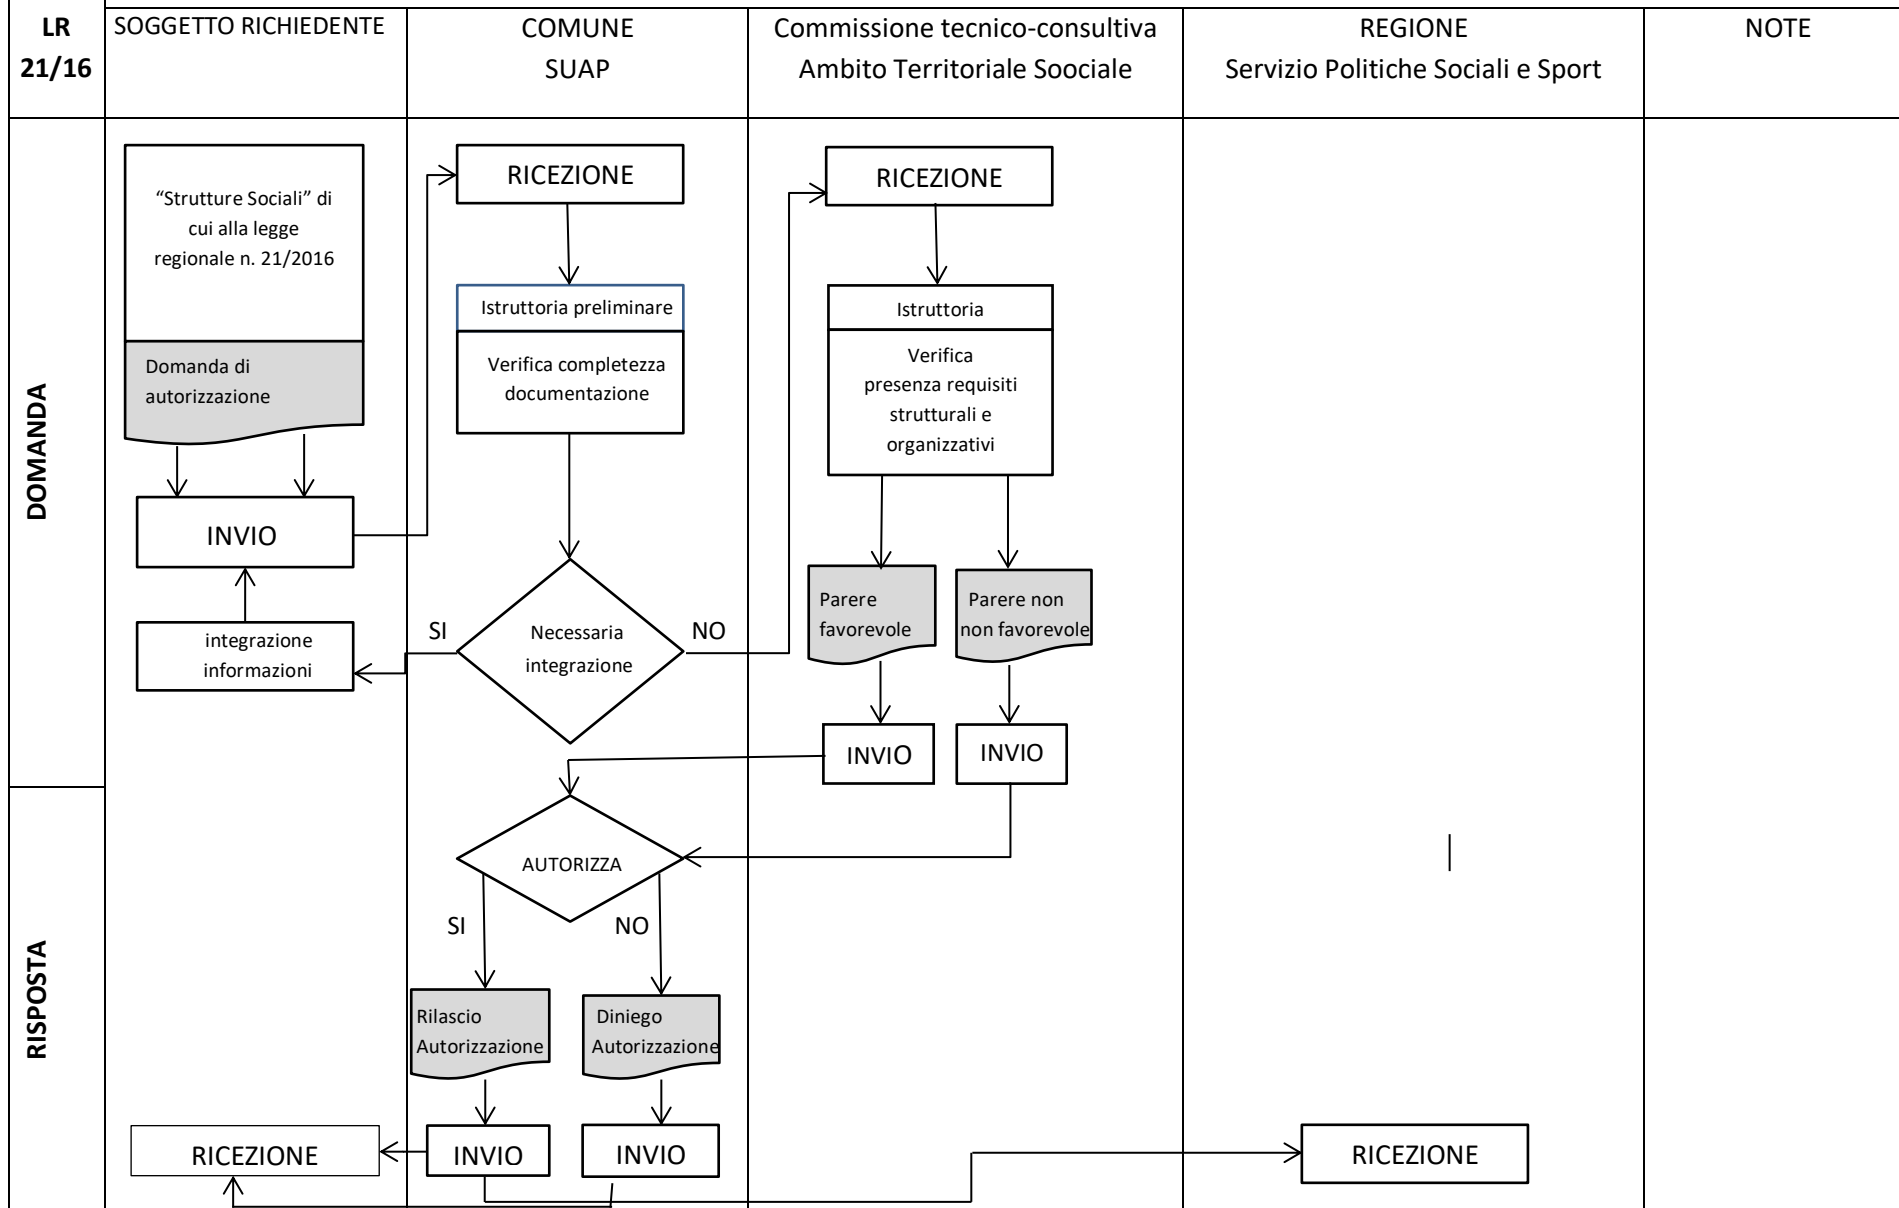 LR
21/16
SOGGETTO RICHIEDENTE
COMUNE
SUAP
Commissione tecnico-consultiva
Ambito Territoriale Soociale
REGIONE
Servizio Politiche Sociali e Sport
NOTE
DOMANDA
“Strutture Sociali” di
cui alla legge
regionale n. 21/2016
Domanda di
autorizzazione
INVIO
integrazione
informazioni
RICEZIONE
Istruttoria preliminare
Verifica completezza
documentazione
SI
Necessaria
integrazione
NO
RICEZIONE
Istruttoria
Verifica
presenza requisiti
strutturali e
organizzativi
Parere
favorevole
Parere non
non favorevole
INVIO
INVIO
RISPOSTA
AUTORIZZA
SI
NO
Rilascio
Autorizzazione
Diniego
Autorizzazione
RICEZIONE
INVIO
INVIO
RICEZIONE